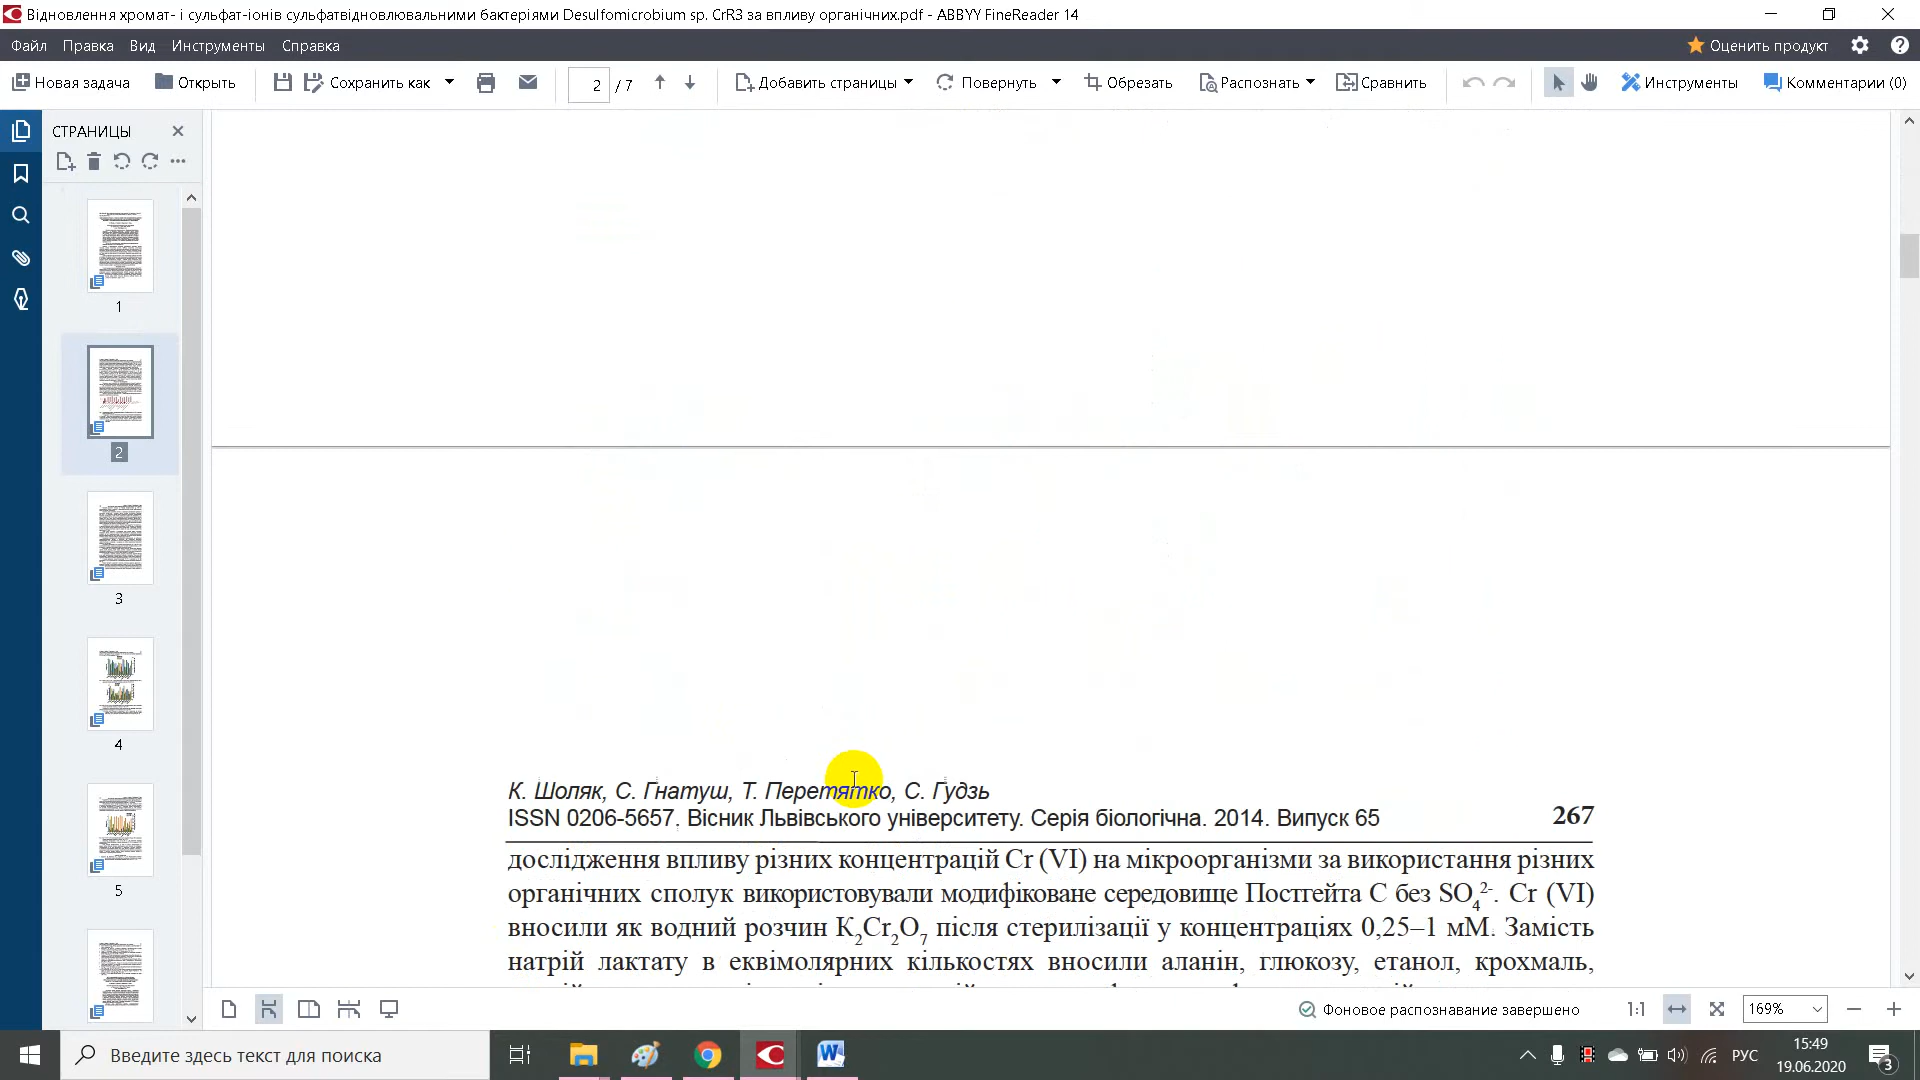 Відновлення хромат- і сульфат-іонів сульфатвідновлювальними бактеріями Desulfomicrobium sp. CrR3 за впливу органічних.pdf - ABBYY FineReader 14
Файл Правка Вид Инструменты Справка Оценить продукт
Новая задача Открыть Сохранить как 2 / 7 Добавить страницы Повернуть Обрезать Распознать Сравнить Инструменты Комментарии (0)
СТРАНИЦЫ
1
2
3
4
5
К. Шоляк, С. Гнатуш, Т. Перетятко, С. Гудзь
ISSN 0206-5657. Вісник Львівського університету. Серія біологічна. 2014. Випуск 65 267
дослідження впливу різних концентрацій Cr (VI) на мікроорганізми за використання різних
органічних сполук використовували модифіковане середовище Постгейта С без SO₄²⁻. Cr (VI)
вносили як водний розчин K₂Cr₂O₇ після стерилізації у концентраціях 0,25–1 мМ. Замість
натрій лактату в еквімолярних кількостях вносили аланін, глюкозу, етанол, крохмаль,
Фоновое распознавание завершено 1:1 169%
Введите здесь текст для поиска
РУС
15:49
19.06.2020
3